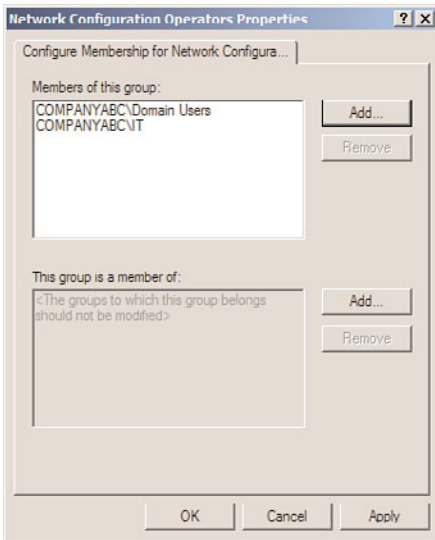 Network Configuration Operators Properties
Configure Membership for Network Configura...
Members of this group:
COMPANYABC\Domain Users
COMPANYABC\IT
Add...
Remove
This group is a member of:
<The groups to which this group belongs
should not be modified>
Add...
Remove
OK
Cancel
Apply